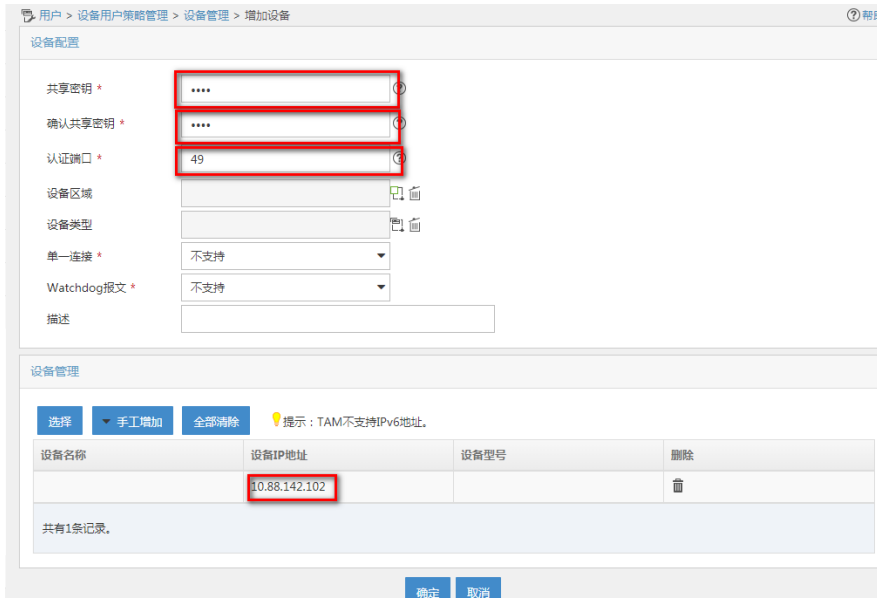 用户 > 设备用户策略管理 > 设备管理 > 增加设备
帮
设备配置
共享密钥 * ••••
确认共享密钥 * ••••
认证端口 * 49
设备区域
设备类型
单一连接 * 不支持
Watchdog报文 * 不支持
描述
设备管理
选择 手工增加 全部清除 提示：TAM不支持IPv6地址。
设备名称 设备IP地址 设备型号 删除
10.88.142.102
共有1条记录。
确定 取消